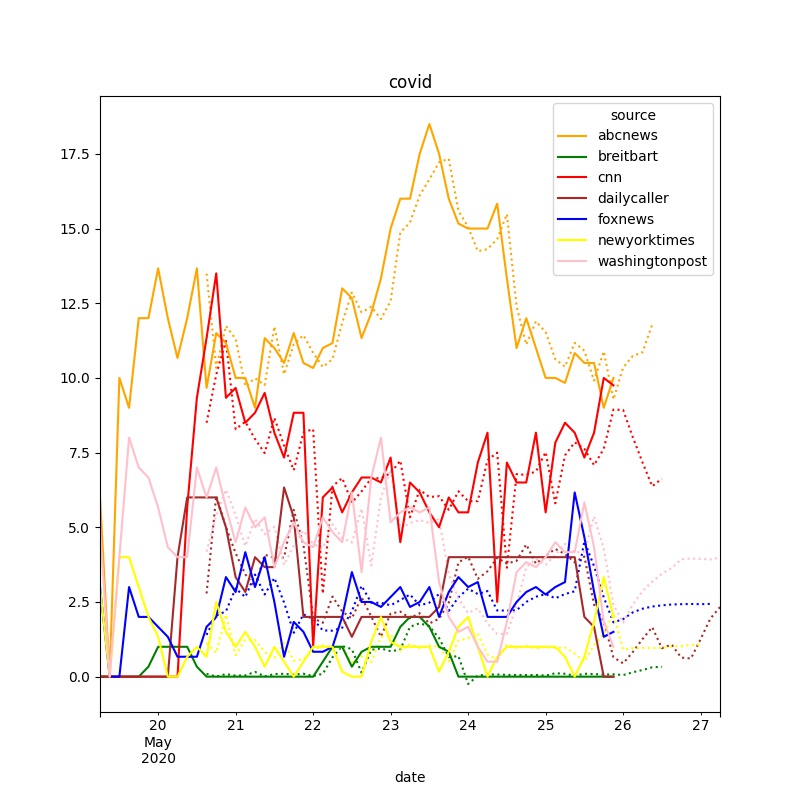 covid
source
abcnews
breitbart
cnn
dailycaller
foxnews
newyorktimes
washingtonpost
17.5
15.0
12.5
10.0
7.5
5.0
2.5
0.0
20 21 22 23 24 25 26 27
May
2020
date